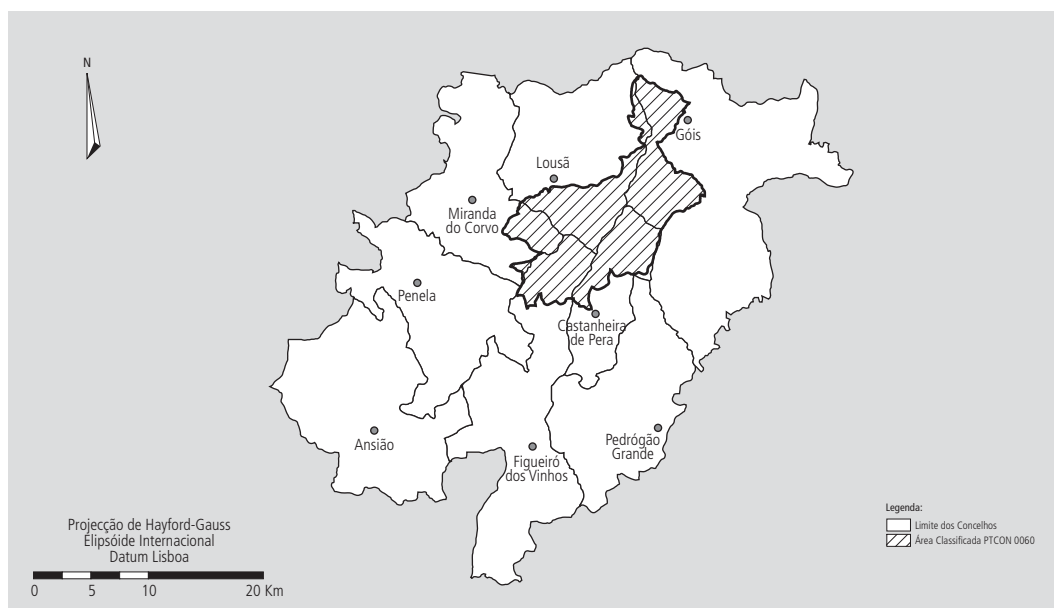 N
Góis
Lousã
Miranda
do Corvo
Penela
Castanheira
de Pera
Ansião
Pedrógão
Grande
Figueiró
dos Vinhos
Projecção de Hayford-Gauss
Elipsóide Internacional
Datum Lisboa
0 5 10 20 Km
Legenda:
Limite dos Concelhos
Área Classificada PTCON 0060